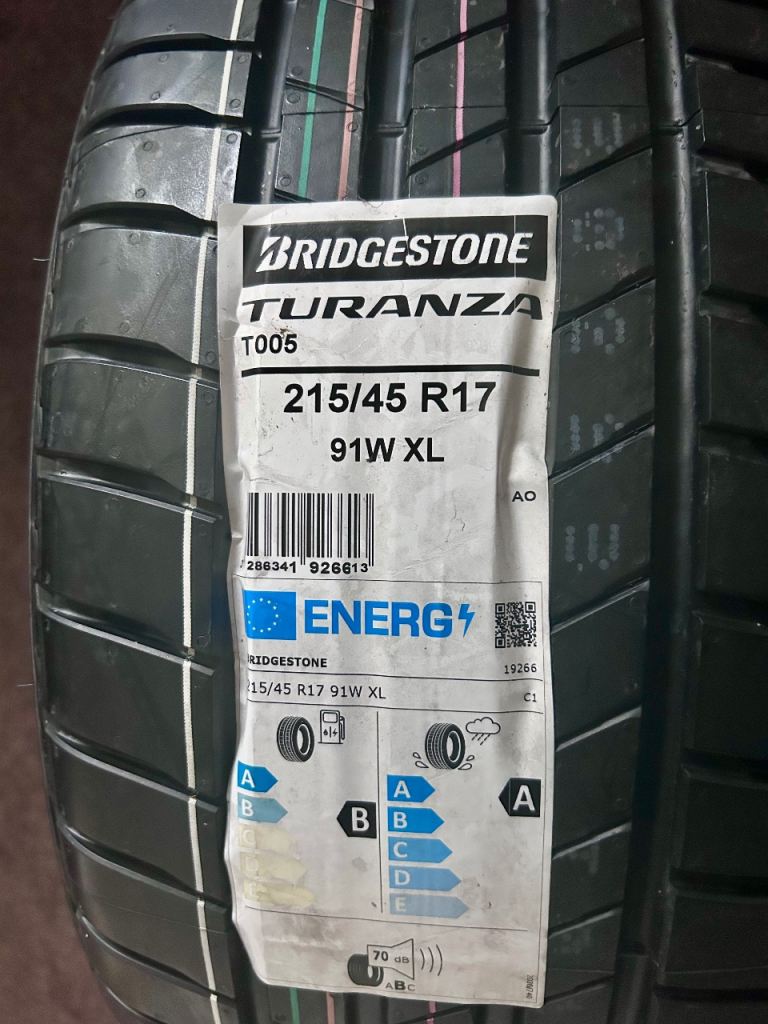 BRIDGESTONE
TURANZA
T005
215/45 R17
91W XL
AO
286341 926613
ENERG
BRIDGESTONE
19266
215/45 R17 91W XL
C1
A
B
B
A
B
C
D
E
A
70 dB
ABC